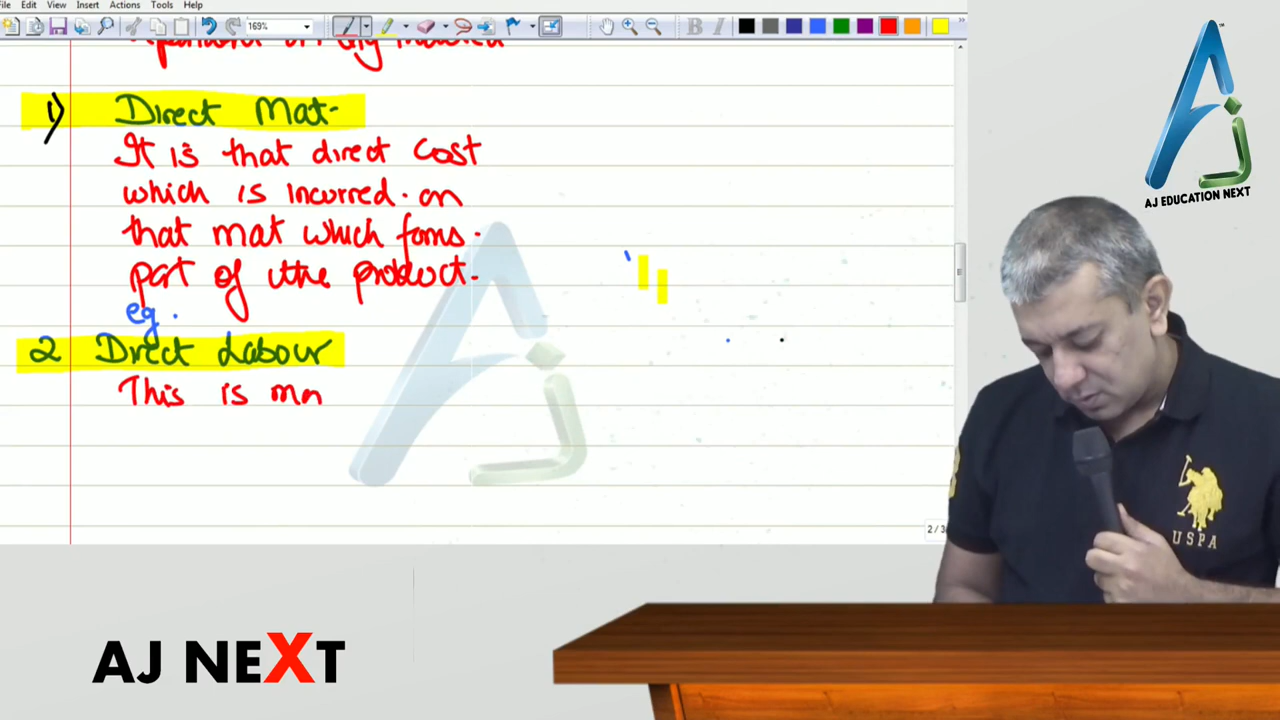 File Edit View Insert Actions Tools Help
169%
B I
1) Direct Mat-
It is that direct cost
which is incurred. on
that mat which foms.
part of the product.
eg.
2 Direct Labour
This is mon
2/3
AJ EDUCATION NEXT
USPA
AJ NEXT